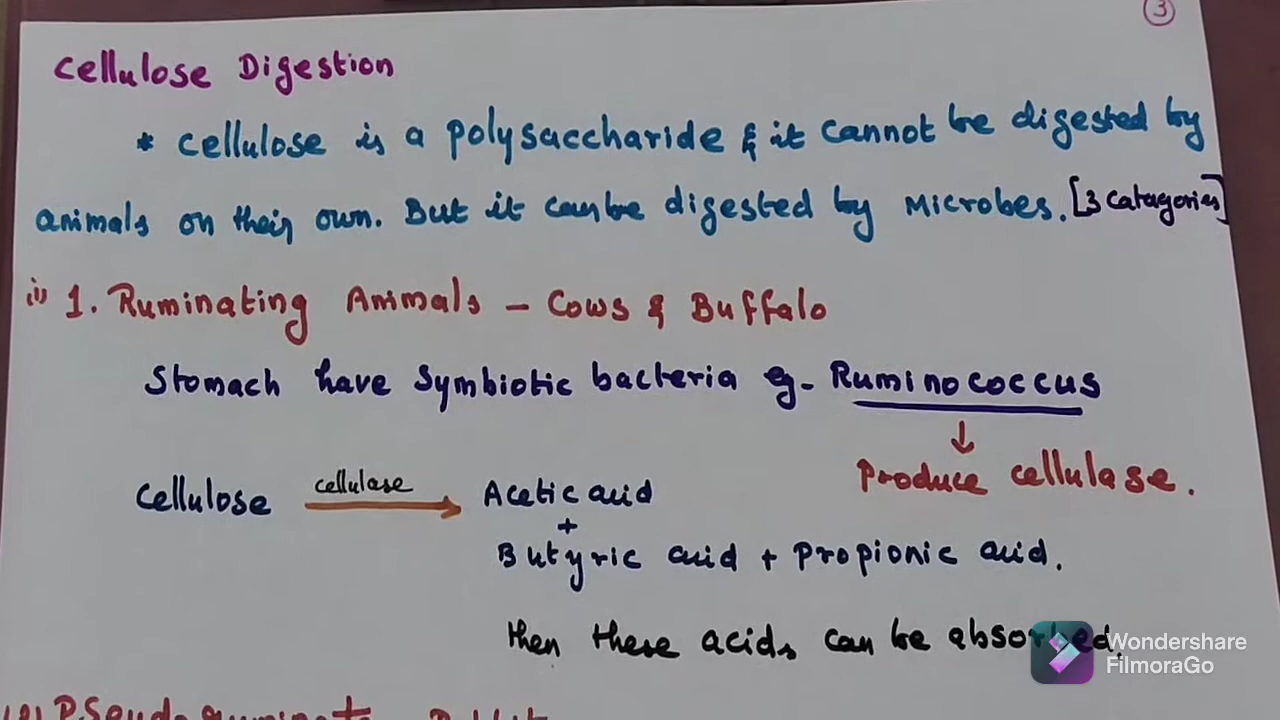 3
Cellulose Digestion
* Cellulose is a polysaccharide & it cannot be digested by
animals on their own. But it can be digested by Microbes. [3 Catagories]
i) 1. Ruminating Animals – Cows & Buffalo
Stomach have Symbiotic bacteria eg- Ruminococcus
↓
Produce cellulase.
Cellulose cellulase → Acetic acid
+
Butyric acid + Propionic acid.
then these acids can be absorbed.
Wondershare
FilmoraGo